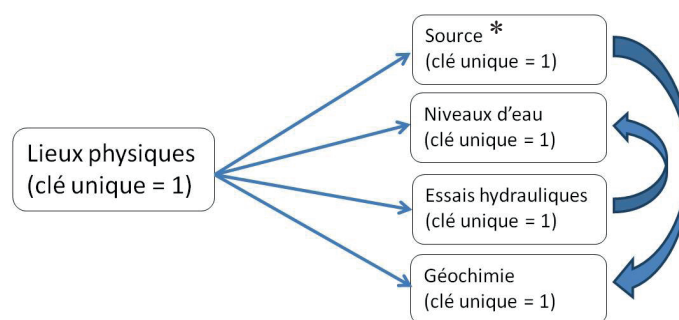 Lieux physiques
(clé unique = 1)
Source *
(clé unique = 1)
Niveaux d’eau
(clé unique = 1)
Essais hydrauliques
(clé unique = 1)
Géochimie
(clé unique = 1)